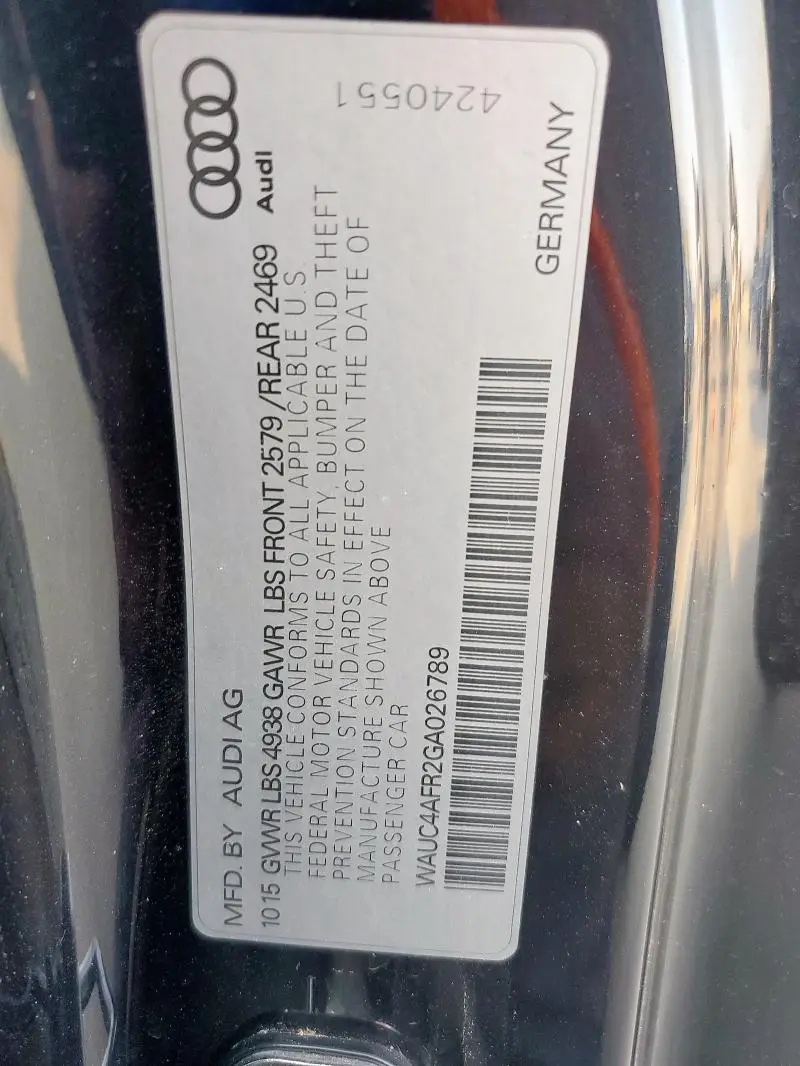 MFD. BY AUDI AG
Audi
1015 GVWR LBS 4938 GAWR LBS FRONT 2579 /REAR 2469
THIS VEHICLE CONFORMS TO ALL APPLICABLE U.S.
FEDERAL MOTOR VEHICLE SAFETY, BUMPER AND THEFT
PREVENTION STANDARDS IN EFFECT ON THE DATE OF
MANUFACTURE SHOWN ABOVE
PASSENGER CAR
WAUC4AFR2GA026789
GERMANY
4240551